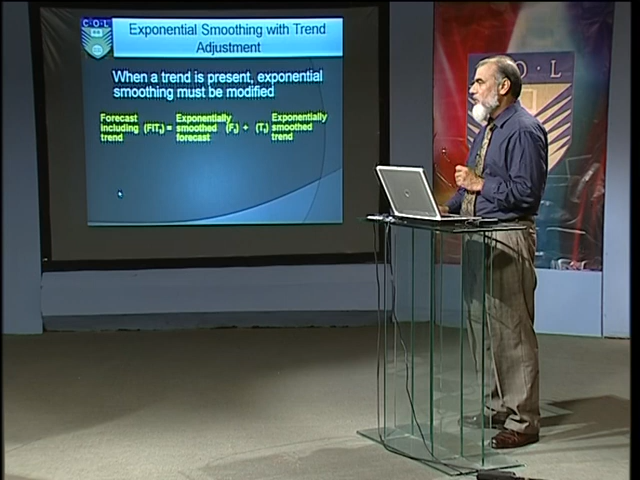 C.O.L
Exponential Smoothing with Trend
Adjustment
When a trend is present, exponential
smoothing must be modified
Forecast including trend (FITt) = Exponentially smoothed forecast (Ft) + (Tt) Exponentially smoothed trend
C.O.L